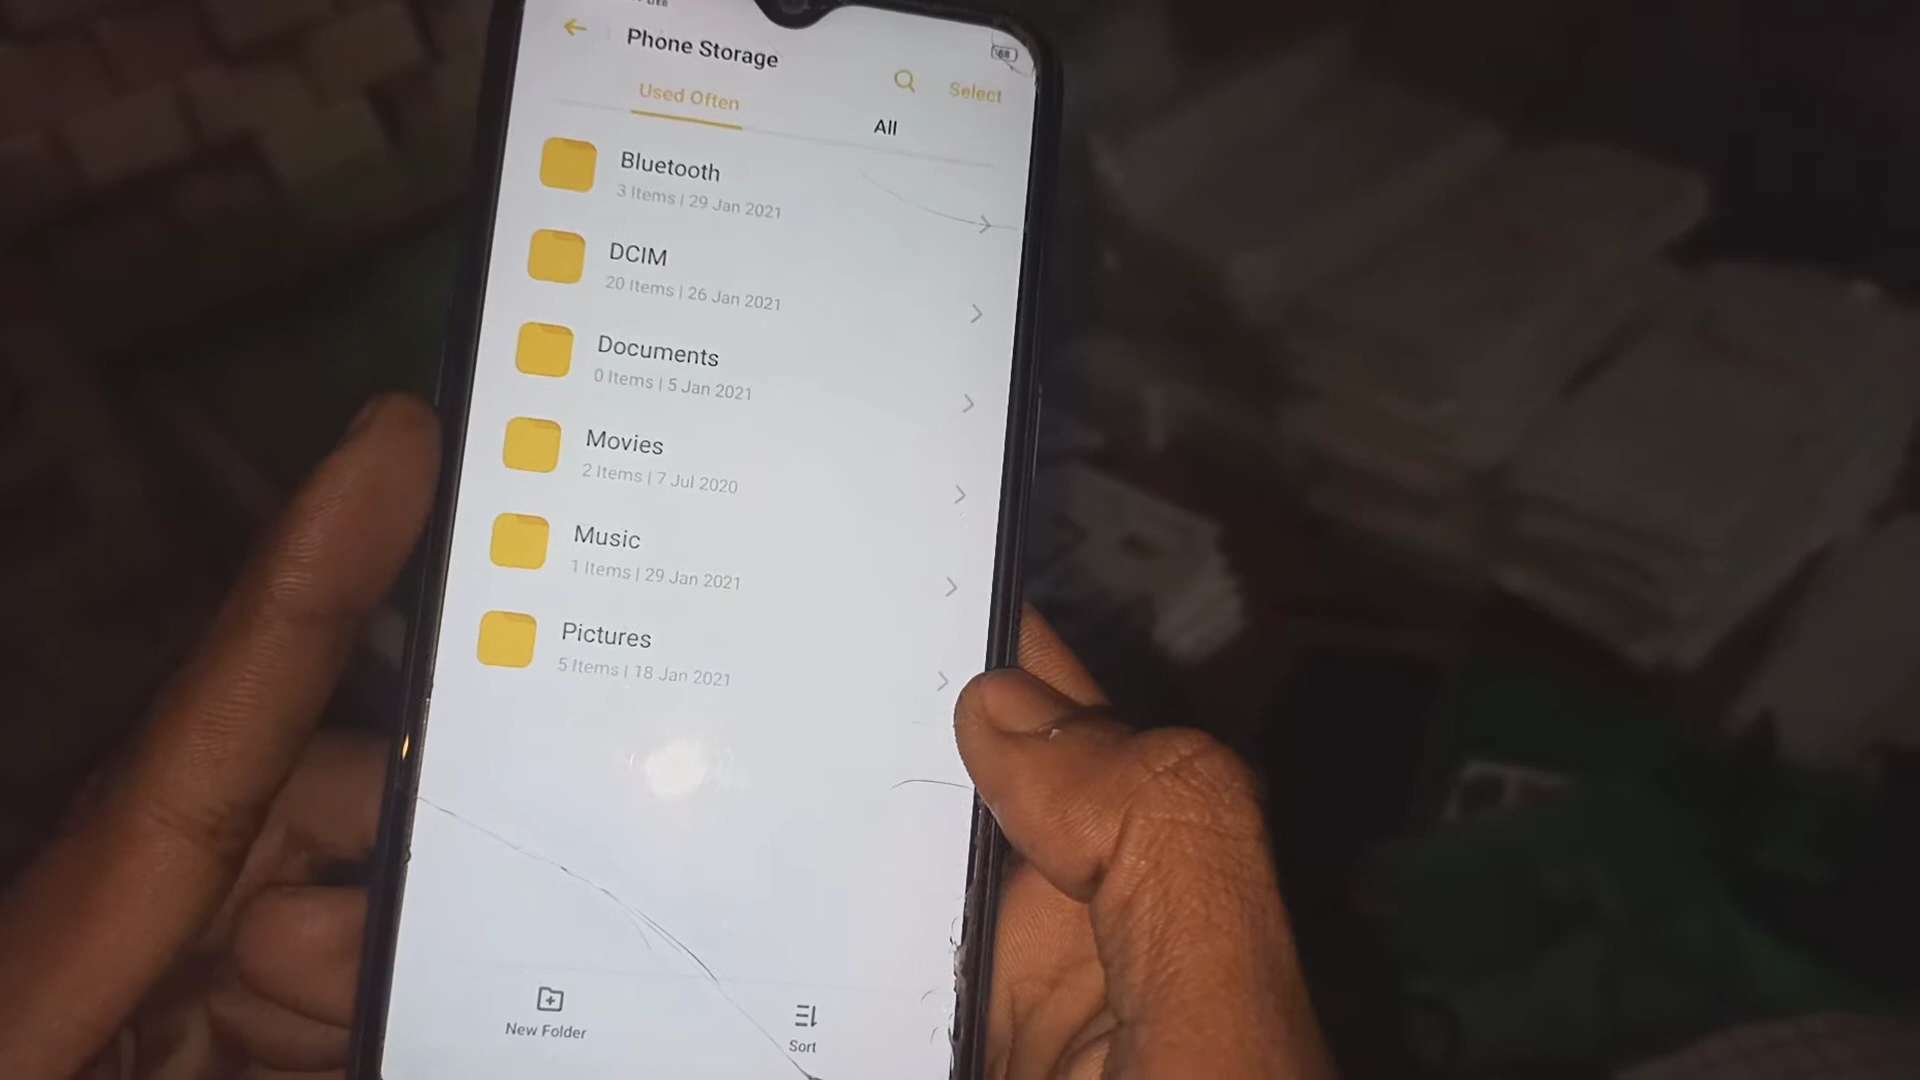 Phone Storage
68
Select
Used Often
All
Bluetooth
3 Items | 29 Jan 2021
DCIM
20 Items | 26 Jan 2021
Documents
0 Items | 5 Jan 2021
Movies
2 Items | 7 Jul 2020
Music
1 Items | 29 Jan 2021
Pictures
5 Items | 18 Jan 2021
New Folder
Sort